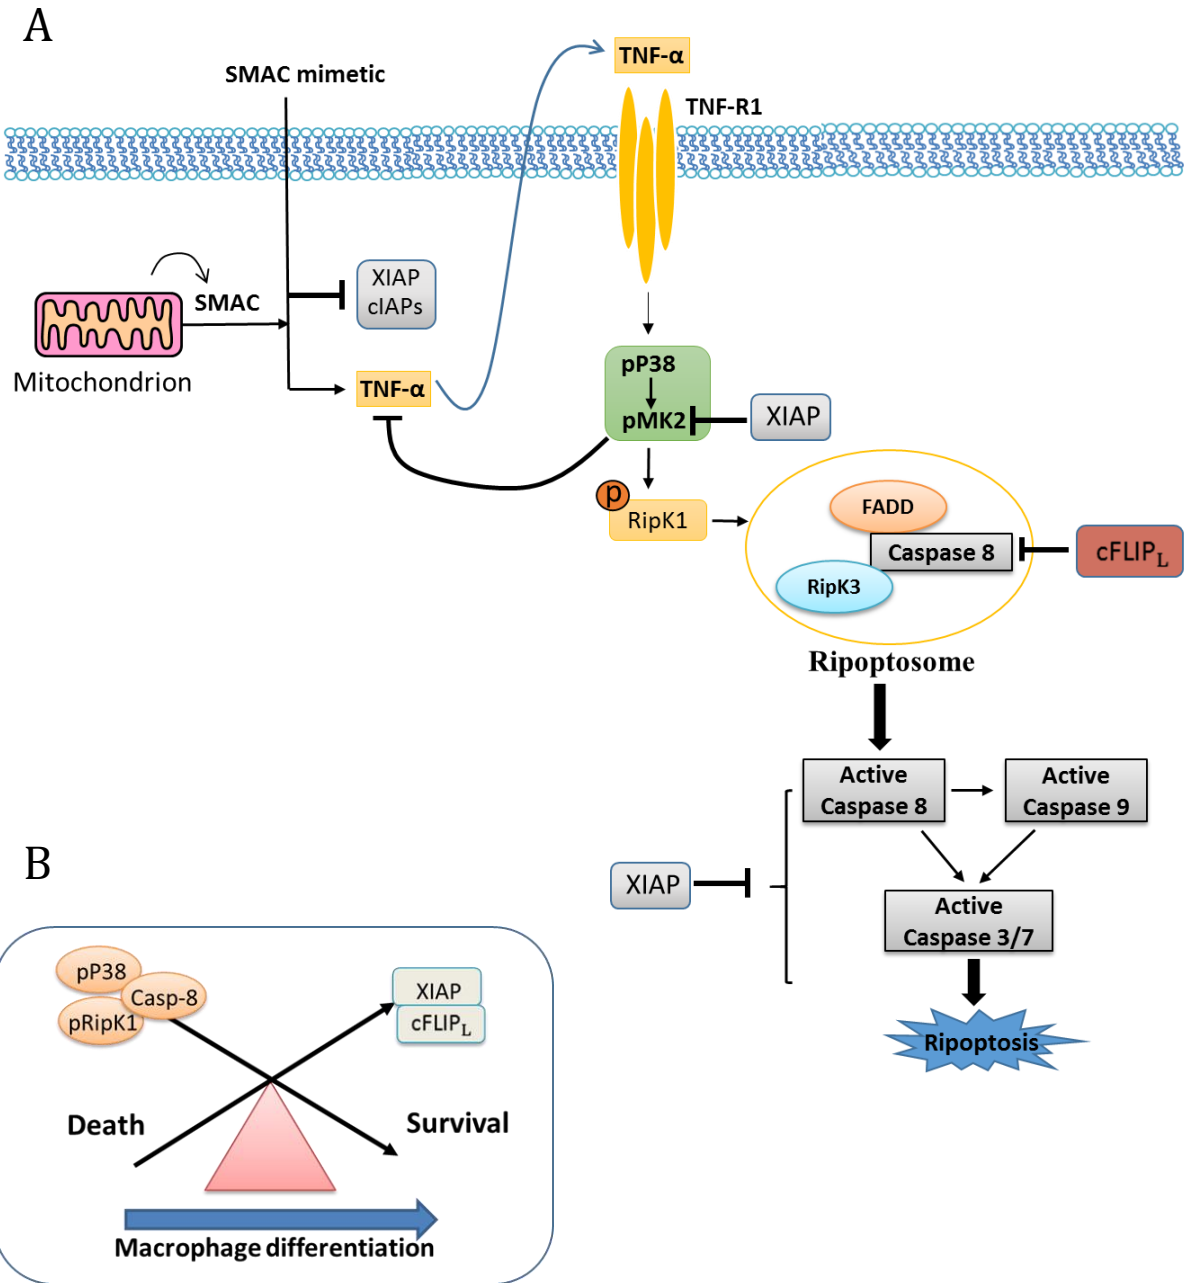 A
TNF-α
SMAC mimetic
TNF-R1
XIAP
cIAPs
SMAC
Mitochondrion
TNF-α
pP38
pMK2
XIAP
p
RipK1
FADD
Caspase 8
cFLIPL
RipK3
Ripoptosome
Active
Caspase 8
Active
Caspase 9
XIAP
Active
Caspase 3/7
Ripoptosis
B
pP38
Casp-8
pRipK1
XIAP
cFLIPL
Death
Survival
Macrophage differentiation